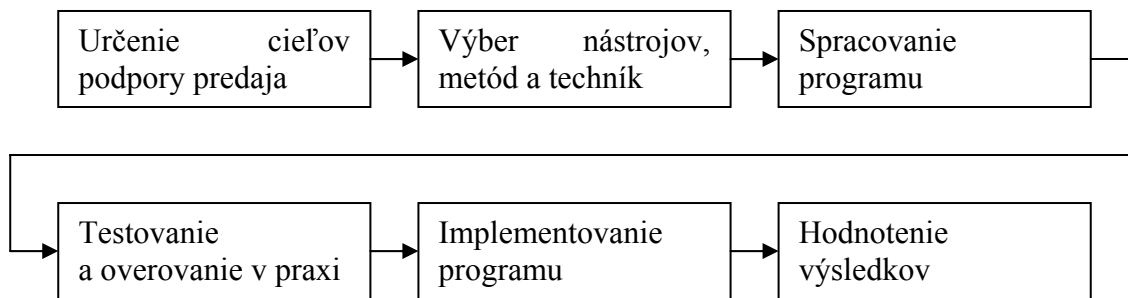 Určenie cieľov
podpory predaja
Výber nástrojov,
metód a techník
Spracovanie
programu
Testovanie
a overovanie v praxi
Implementovanie
programu
Hodnotenie
výsledkov